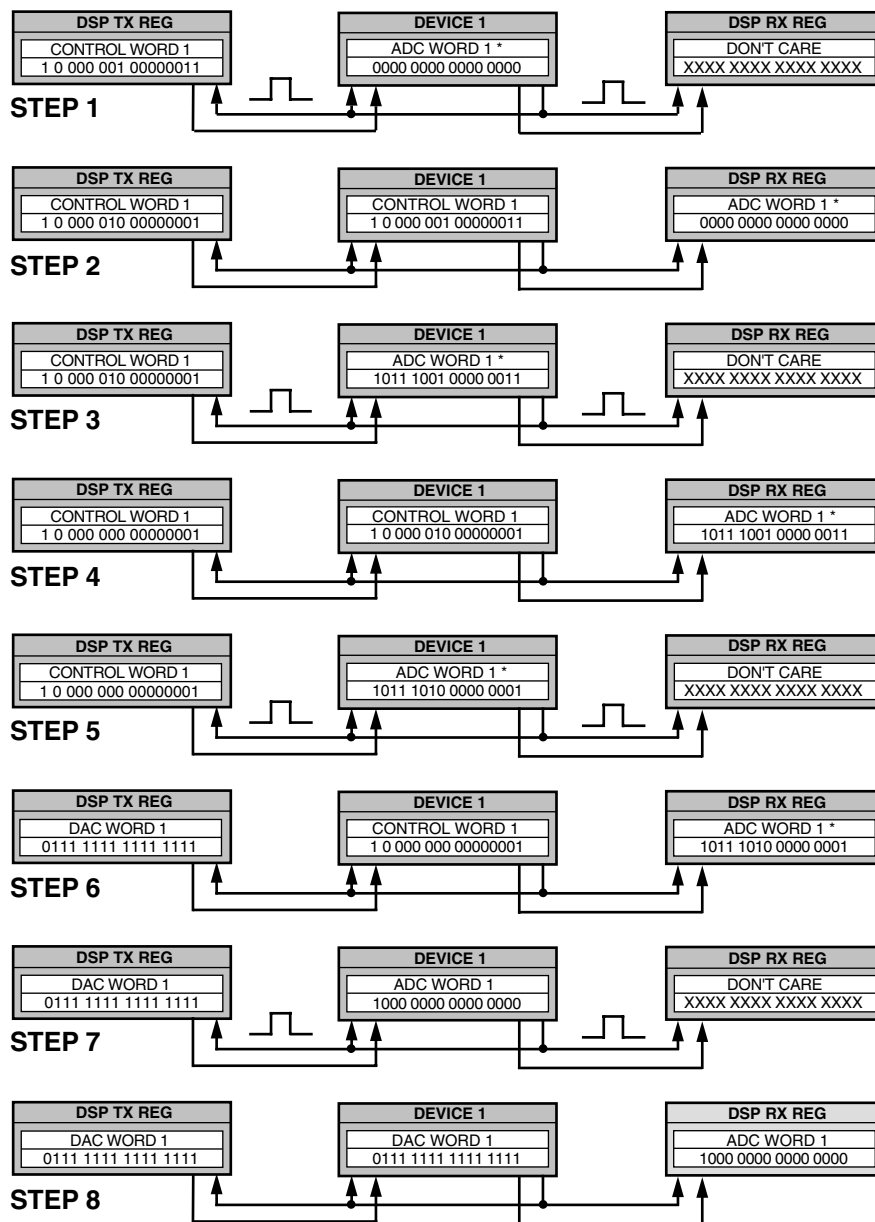 DSP TX REG
CONTROL WORD 1
1 0 000 001 00000011
DEVICE 1
ADC WORD 1 *
0000 0000 0000 0000
DSP RX REG
DON'T CARE
XXXX XXXX XXXX XXXX
STEP 1
DSP TX REG
CONTROL WORD 1
1 0 000 010 00000001
DEVICE 1
CONTROL WORD 1
1 0 000 001 00000011
DSP RX REG
ADC WORD 1 *
0000 0000 0000 0000
STEP 2
DSP TX REG
CONTROL WORD 1
1 0 000 010 00000001
DEVICE 1
ADC WORD 1 *
1011 1001 0000 0011
DSP RX REG
DON'T CARE
XXXX XXXX XXXX XXXX
STEP 3
DSP TX REG
CONTROL WORD 1
1 0 000 000 00000001
DEVICE 1
CONTROL WORD 1
1 0 000 010 00000001
DSP RX REG
ADC WORD 1 *
1011 1001 0000 0011
STEP 4
DSP TX REG
CONTROL WORD 1
1 0 000 000 00000001
DEVICE 1
ADC WORD 1 *
1011 1010 0000 0001
DSP RX REG
DON'T CARE
XXXX XXXX XXXX XXXX
STEP 5
DSP TX REG
DAC WORD 1
0111 1111 1111 1111
DEVICE 1
CONTROL WORD 1
1 0 000 000 00000001
DSP RX REG
ADC WORD 1 *
1011 1010 0000 0001
STEP 6
DSP TX REG
DAC WORD 1
0111 1111 1111 1111
DEVICE 1
ADC WORD 1
1000 0000 0000 0000
DSP RX REG
DON'T CARE
XXXX XXXX XXXX XXXX
STEP 7
DSP TX REG
DAC WORD 1
0111 1111 1111 1111
DEVICE 1
DAC WORD 1
0111 1111 1111 1111
DSP RX REG
ADC WORD 1
1000 0000 0000 0000
STEP 8